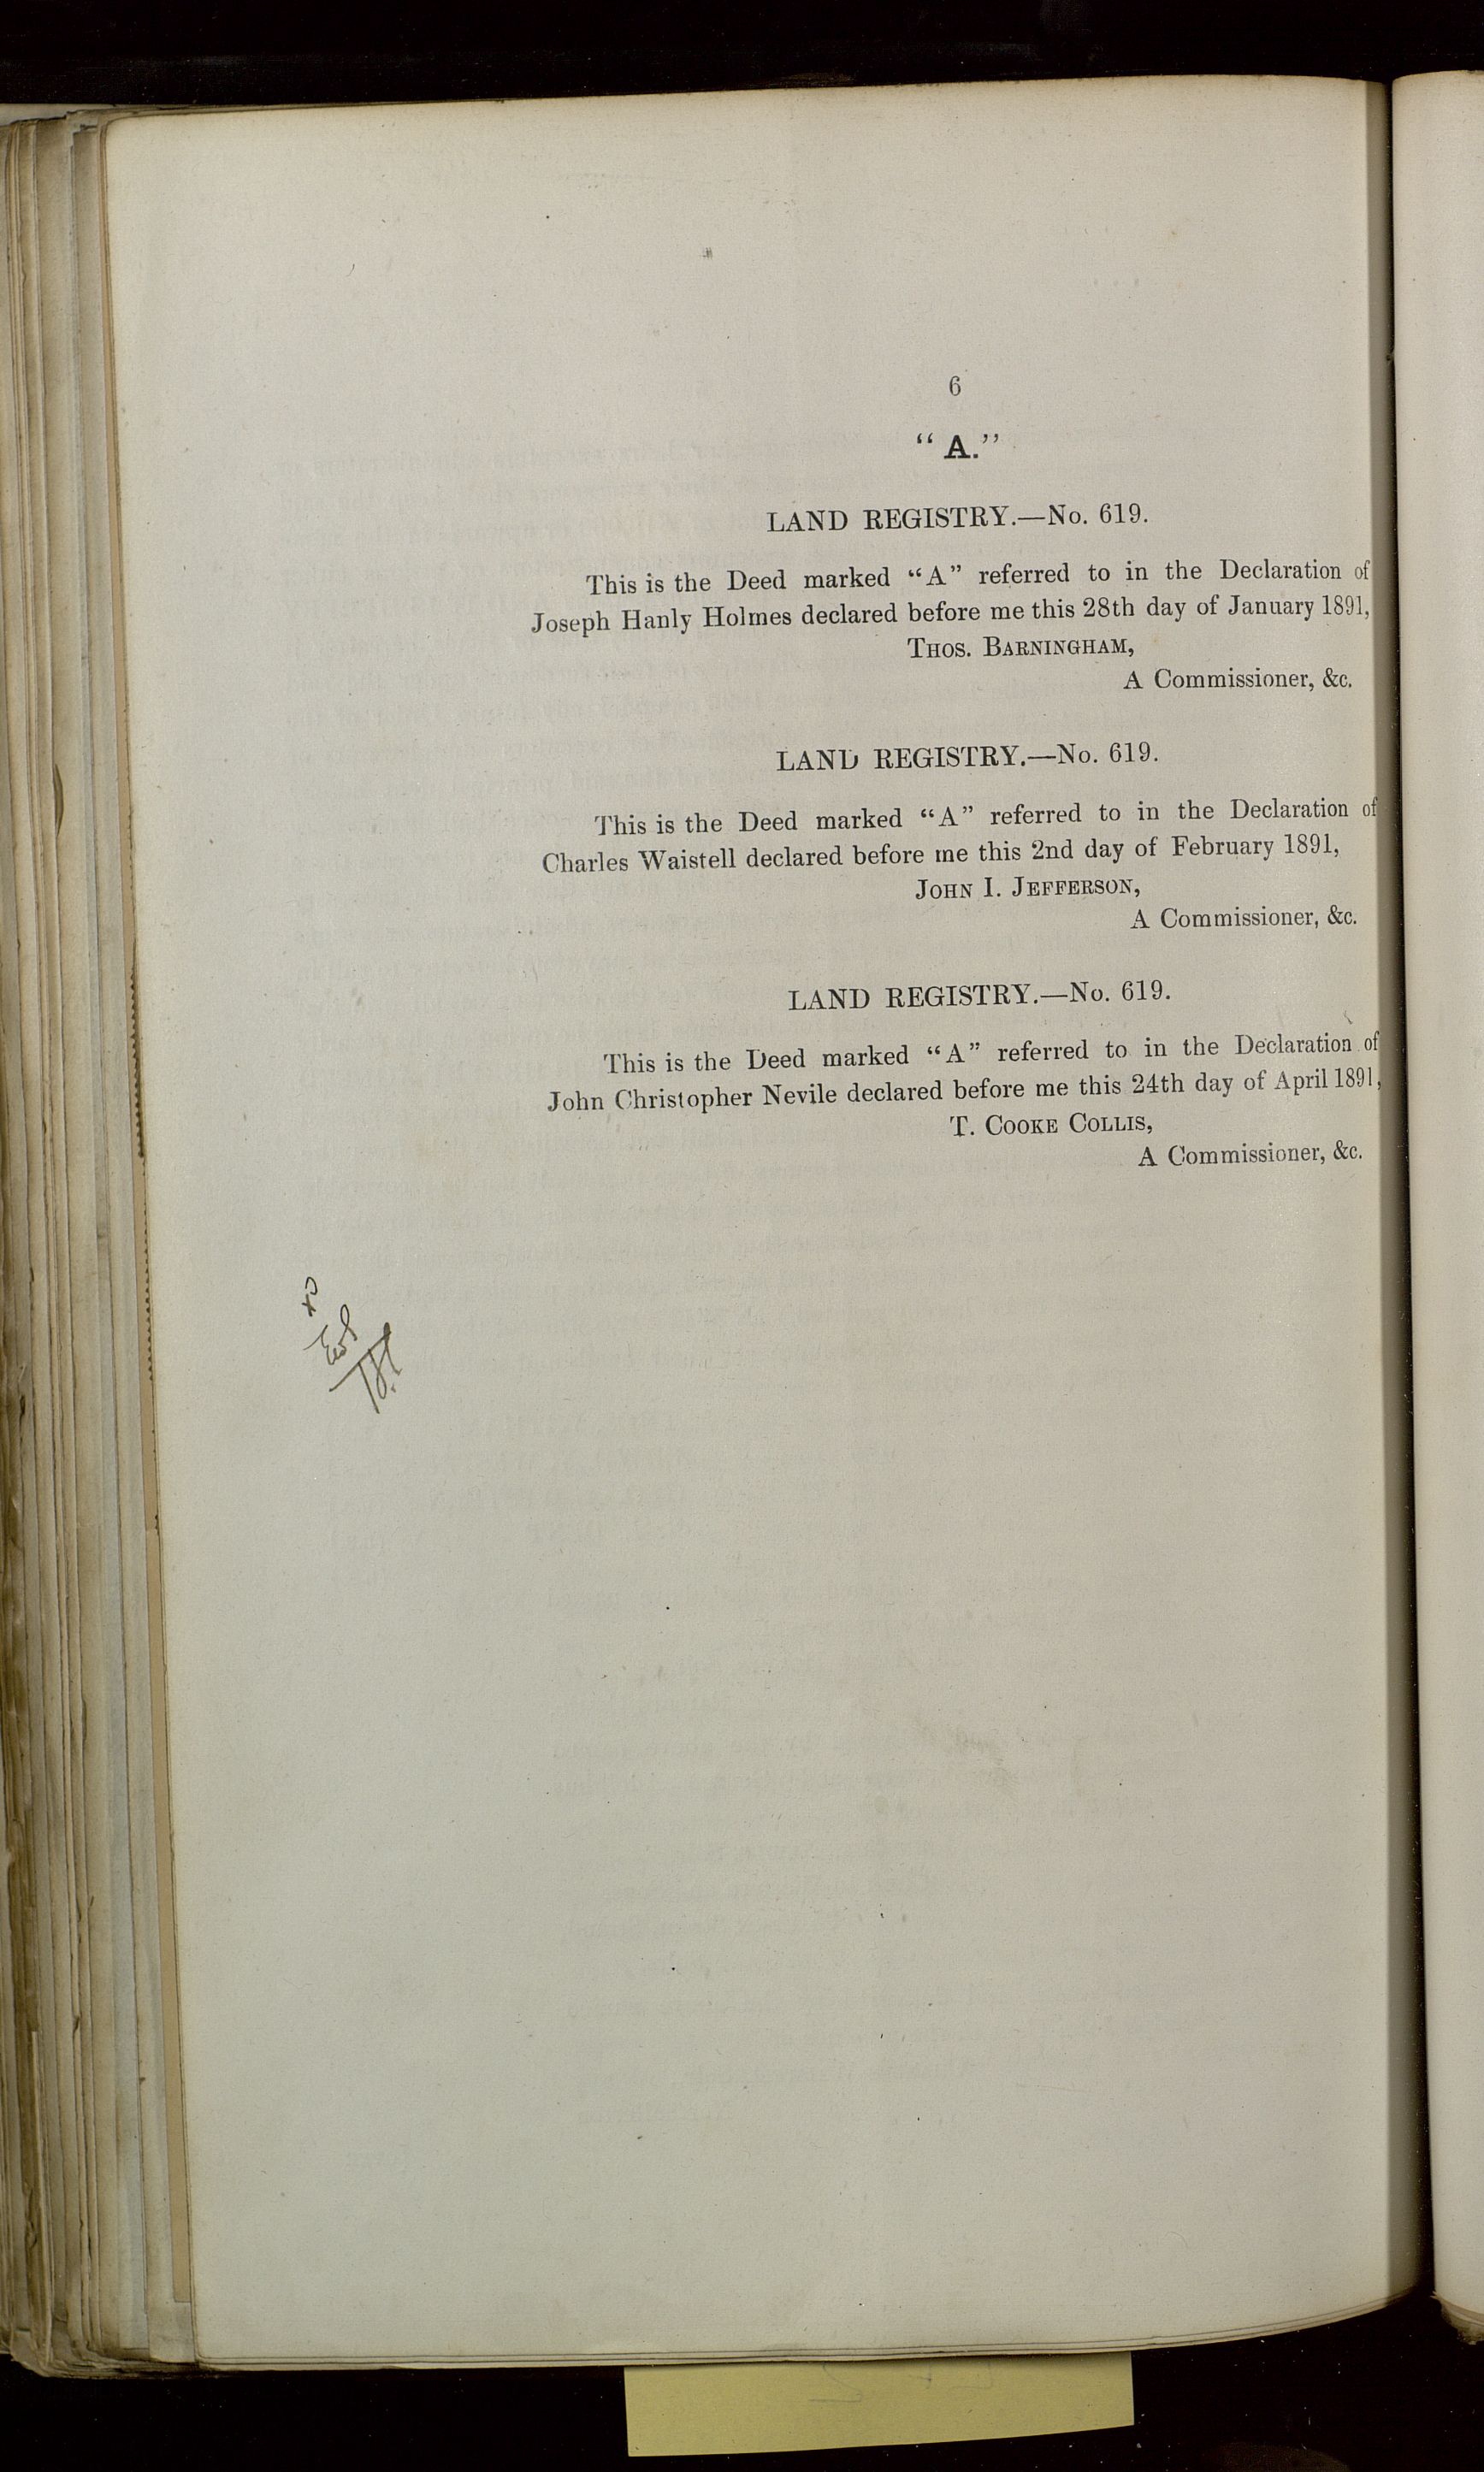 6
“A.”
LAND REGISTRY.—No. 619.
This is the Deed marked “A” referred to in the Declaration of
Joseph Hanly Holmes declared before me this 28th day of January 1891,
THOS. BARNINGHAM,
A Commissioner, &c.
LAND REGISTRY.—No. 619.
This is the Deed marked “A” referred to in the Declaration of
Charles Waistell declared before me this 2nd day of February 1891,
JOHN I. JEFFERSON,
A Commissioner, &c.
LAND REGISTRY.—No. 619.
This is the Deed marked “A” referred to in the Declaration of
John Christopher Nevile declared before me this 24th day of April 1891,
T. COOKE COLLIS,
A Commissioner, &c.